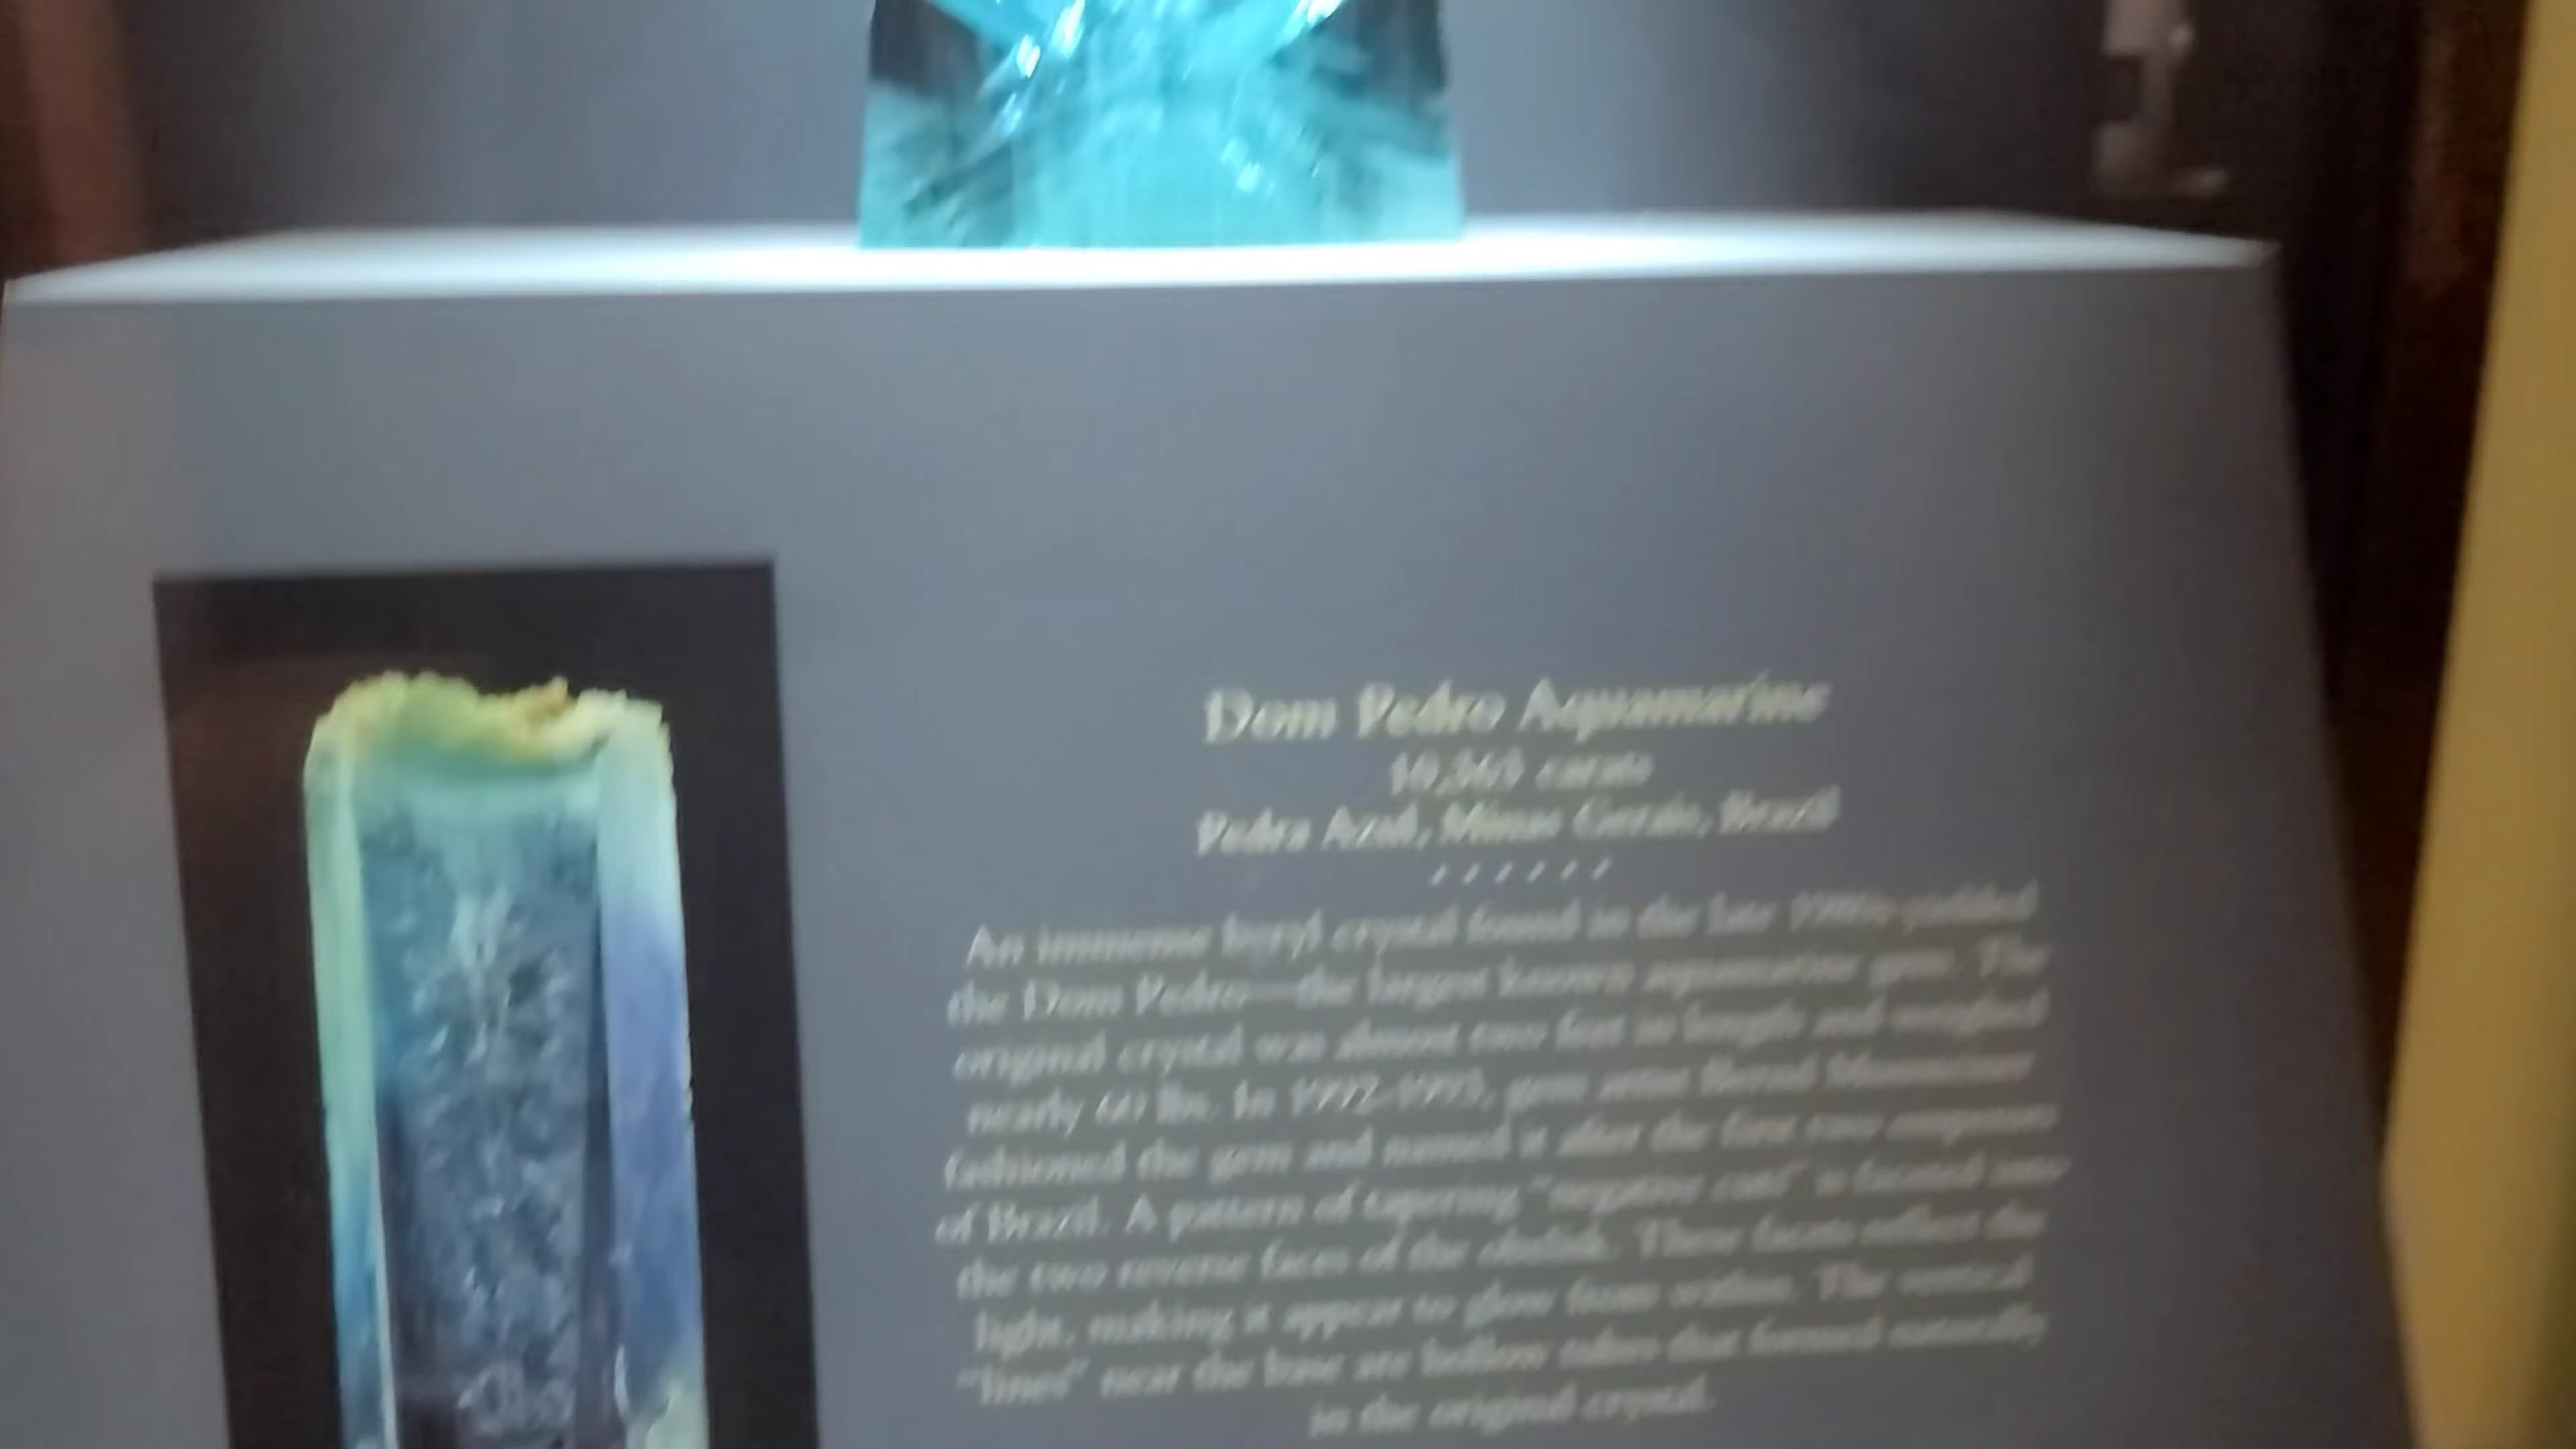 Dom Pedro Aquamarine
10,363 carats
Pedra Azul, Minas Gerais, Brazil
An immense beryl crystal found in the late 1980s yielded
the Dom Pedro—the largest known aquamarine gem. The
original crystal was almost two feet in length and weighed
nearly 60 lbs. In 1992-1993, gem artist Bernd Munsteiner
fashioned the gem and named it after the first two emperors
of Brazil. A pattern of tapering "negative cuts" is faceted into
the two reverse faces of the obelisk. These facets reflect the
light, making it appear to glow from within. The vertical
"lines" near the base are hollow tubes that formed naturally
in the original crystal.